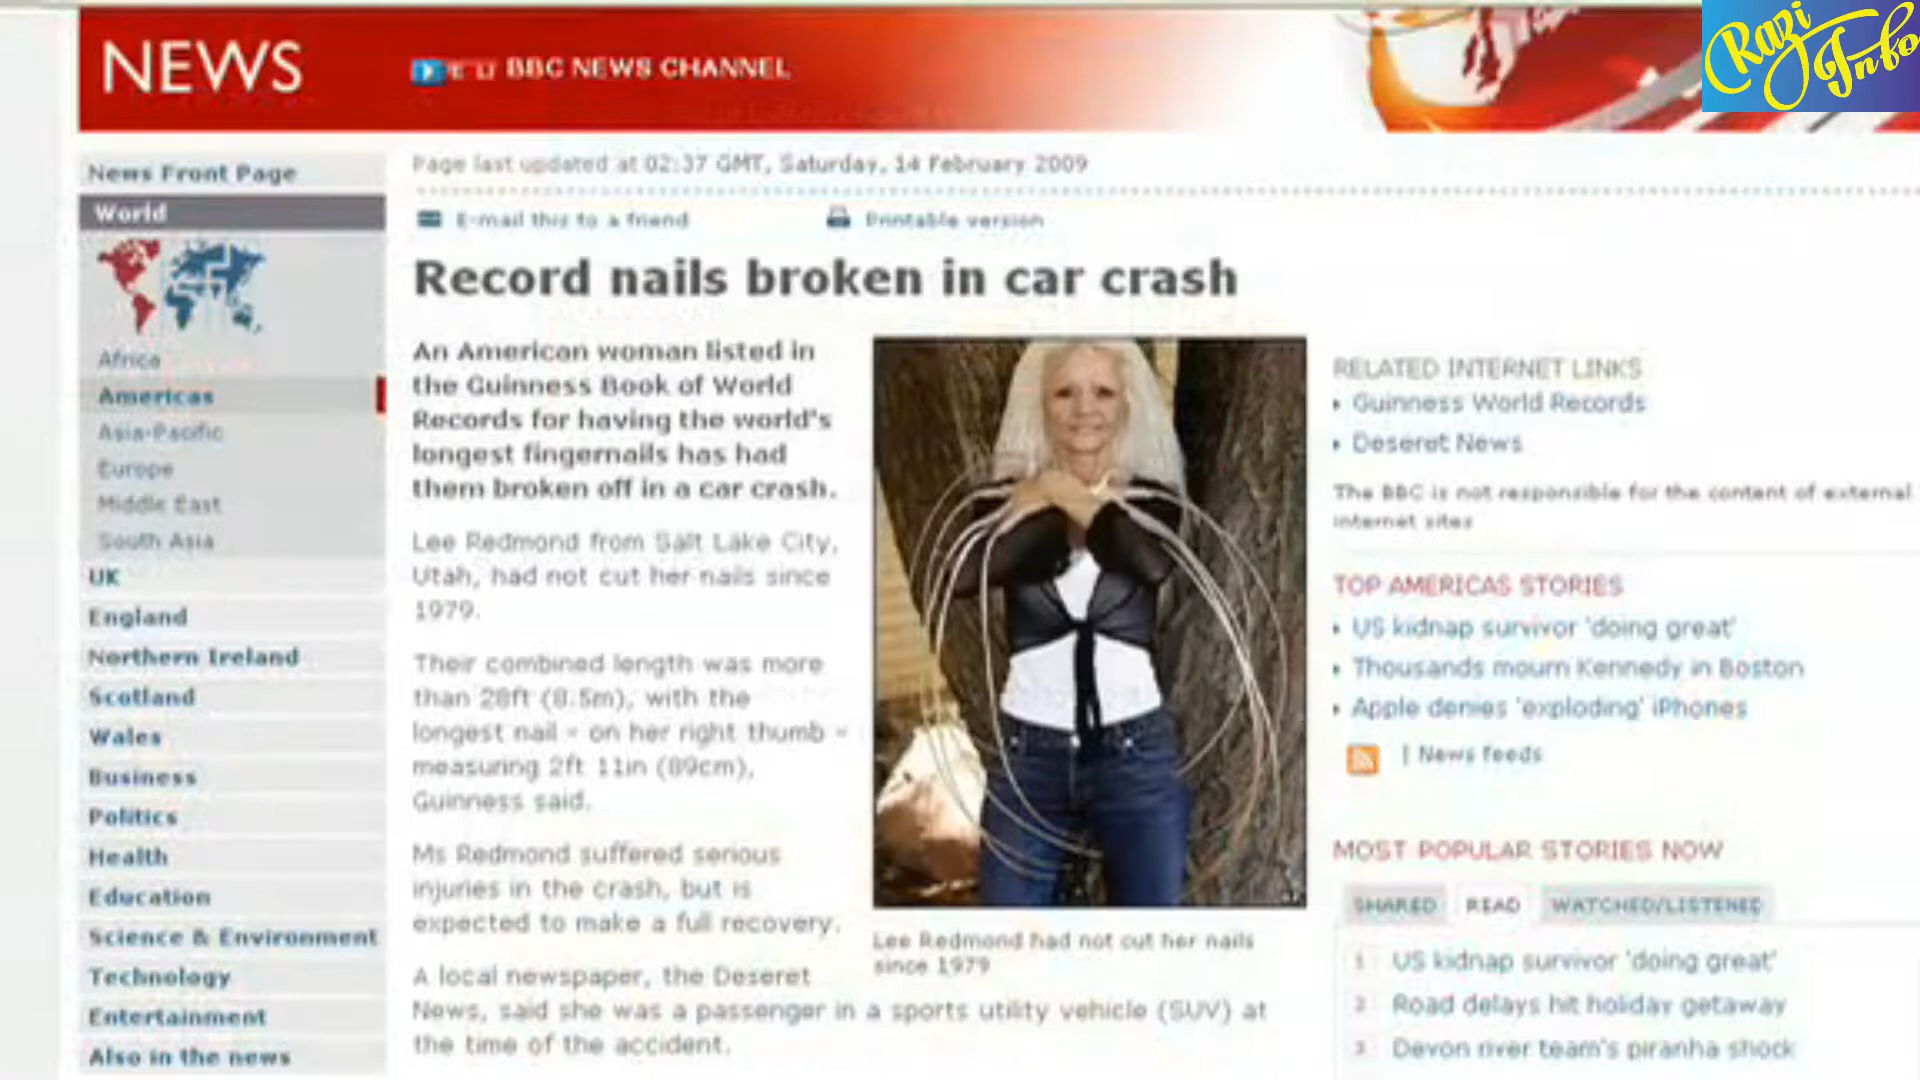 NEWS
BBC NEWS CHANNEL
Razi Info
Page last updated at 02:37 GMT, Saturday, 14 February 2009
E-mail this to a friend
Printable version
Record nails broken in car crash
An American woman listed in
the Guinness Book of World
Records for having the world's
longest fingernails has had
them broken off in a car crash.
Lee Redmond from Salt Lake City,
Utah, had not cut her nails since
1979.
Their combined length was more
than 28ft (8.5m), with the
longest nail - on her right thumb -
measuring 2ft 11in (89cm),
Guinness said.
Ms Redmond suffered serious
injuries in the crash, but is
expected to make a full recovery.
A local newspaper, the Deseret
News, said she was a passenger in a sports utility vehicle (SUV) at
the time of the accident.
Lee Redmond had not cut her nails
since 1979
News Front Page
World
Africa
Americas
Asia-Pacific
Europe
Middle East
South Asia
UK
England
Northern Ireland
Scotland
Wales
Business
Politics
Health
Education
Science & Environment
Technology
Entertainment
Also in the news
RELATED INTERNET LINKS
Guinness World Records
Deseret News
The BBC is not responsible for the content of external
internet sites
TOP AMERICAS STORIES
US kidnap survivor 'doing great'
Thousands mourn Kennedy in Boston
Apple denies 'exploding' iPhones
| News feeds
MOST POPULAR STORIES NOW
SHARED READ WATCHED/LISTENED
1 US kidnap survivor 'doing great'
2 Road delays hit holiday getaway
3 Devon river team's piranha shock